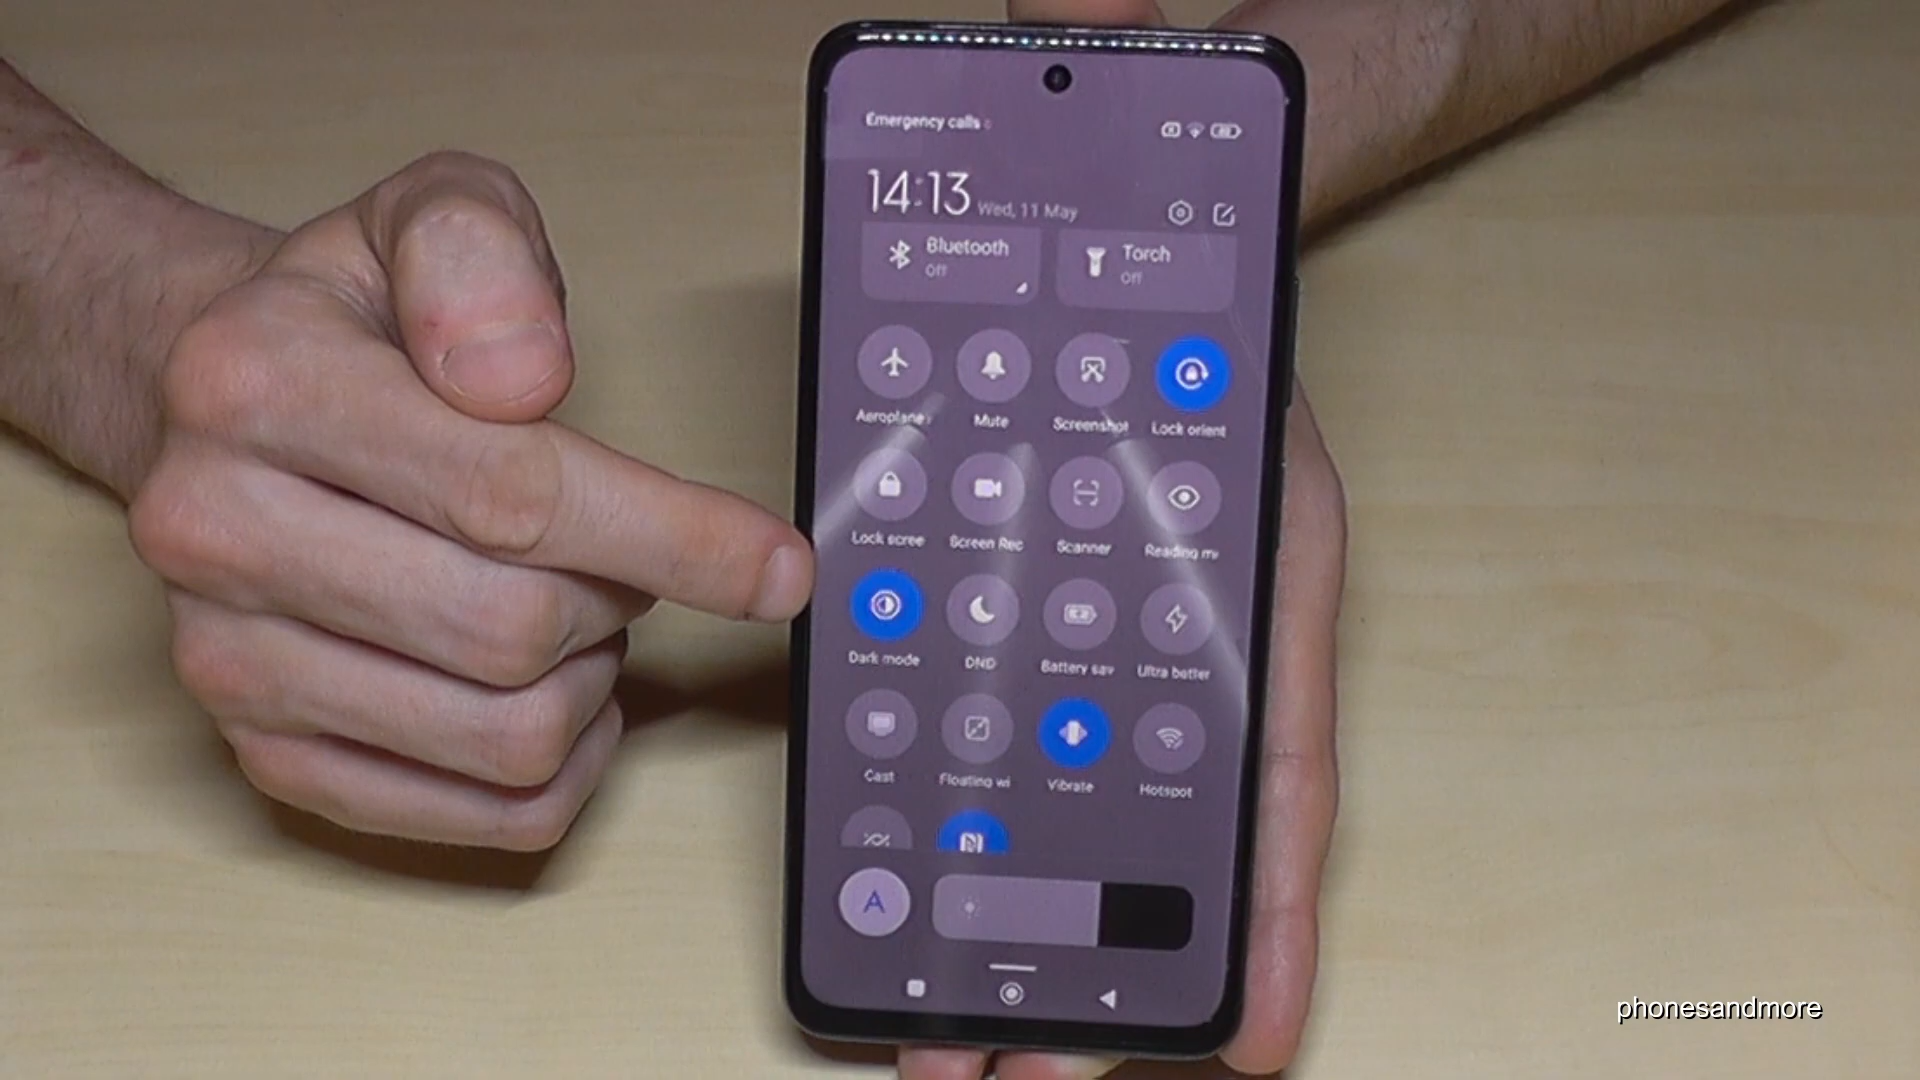 Emergency calls
14:13 Wed, 11 May
Bluetooth
Off
Torch
Off
Aeroplane
Mute
Screenshot
Lock orient
Lock scree
Screen Rec
Scanner
Reading m
Dark mode
DND
Battery sav
Ultra batter
Cast
Floating wi
Vibrate
Hotspot
A
phonesandmore